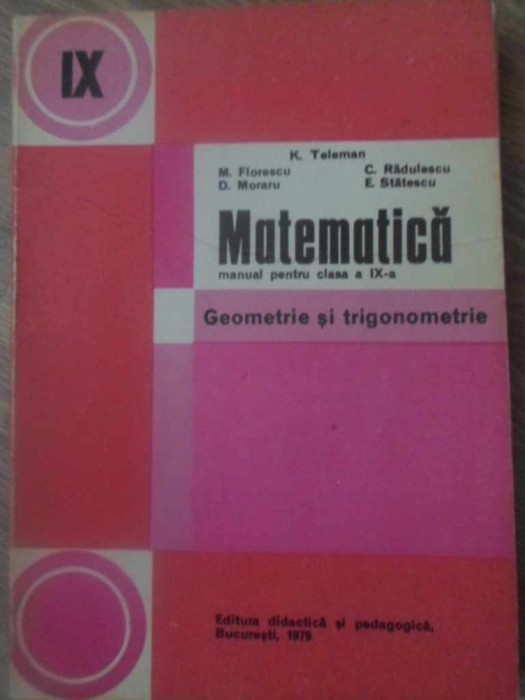 IX
K. Teleman
M. Florescu C. Rădulescu
D. Moraru E. Stătescu
Matematică
manual pentru clasa a IX-a
Geometrie și trigonometrie
Editura didactică și pedagogică,
București, 1979